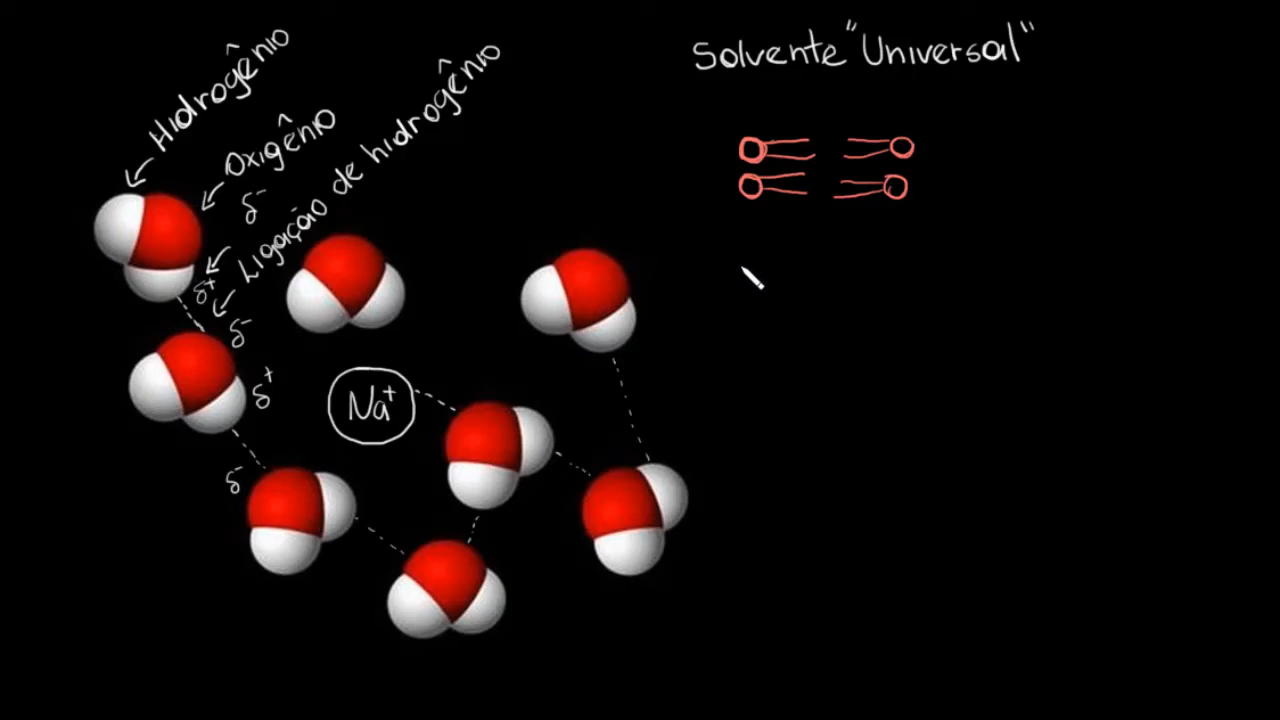 Solvente "Universal"
Hidrogênio
Oxigênio
Ligação de hidrogênio
δ⁻
δ⁺
δ⁻
δ⁺
Na⁺
δ⁻